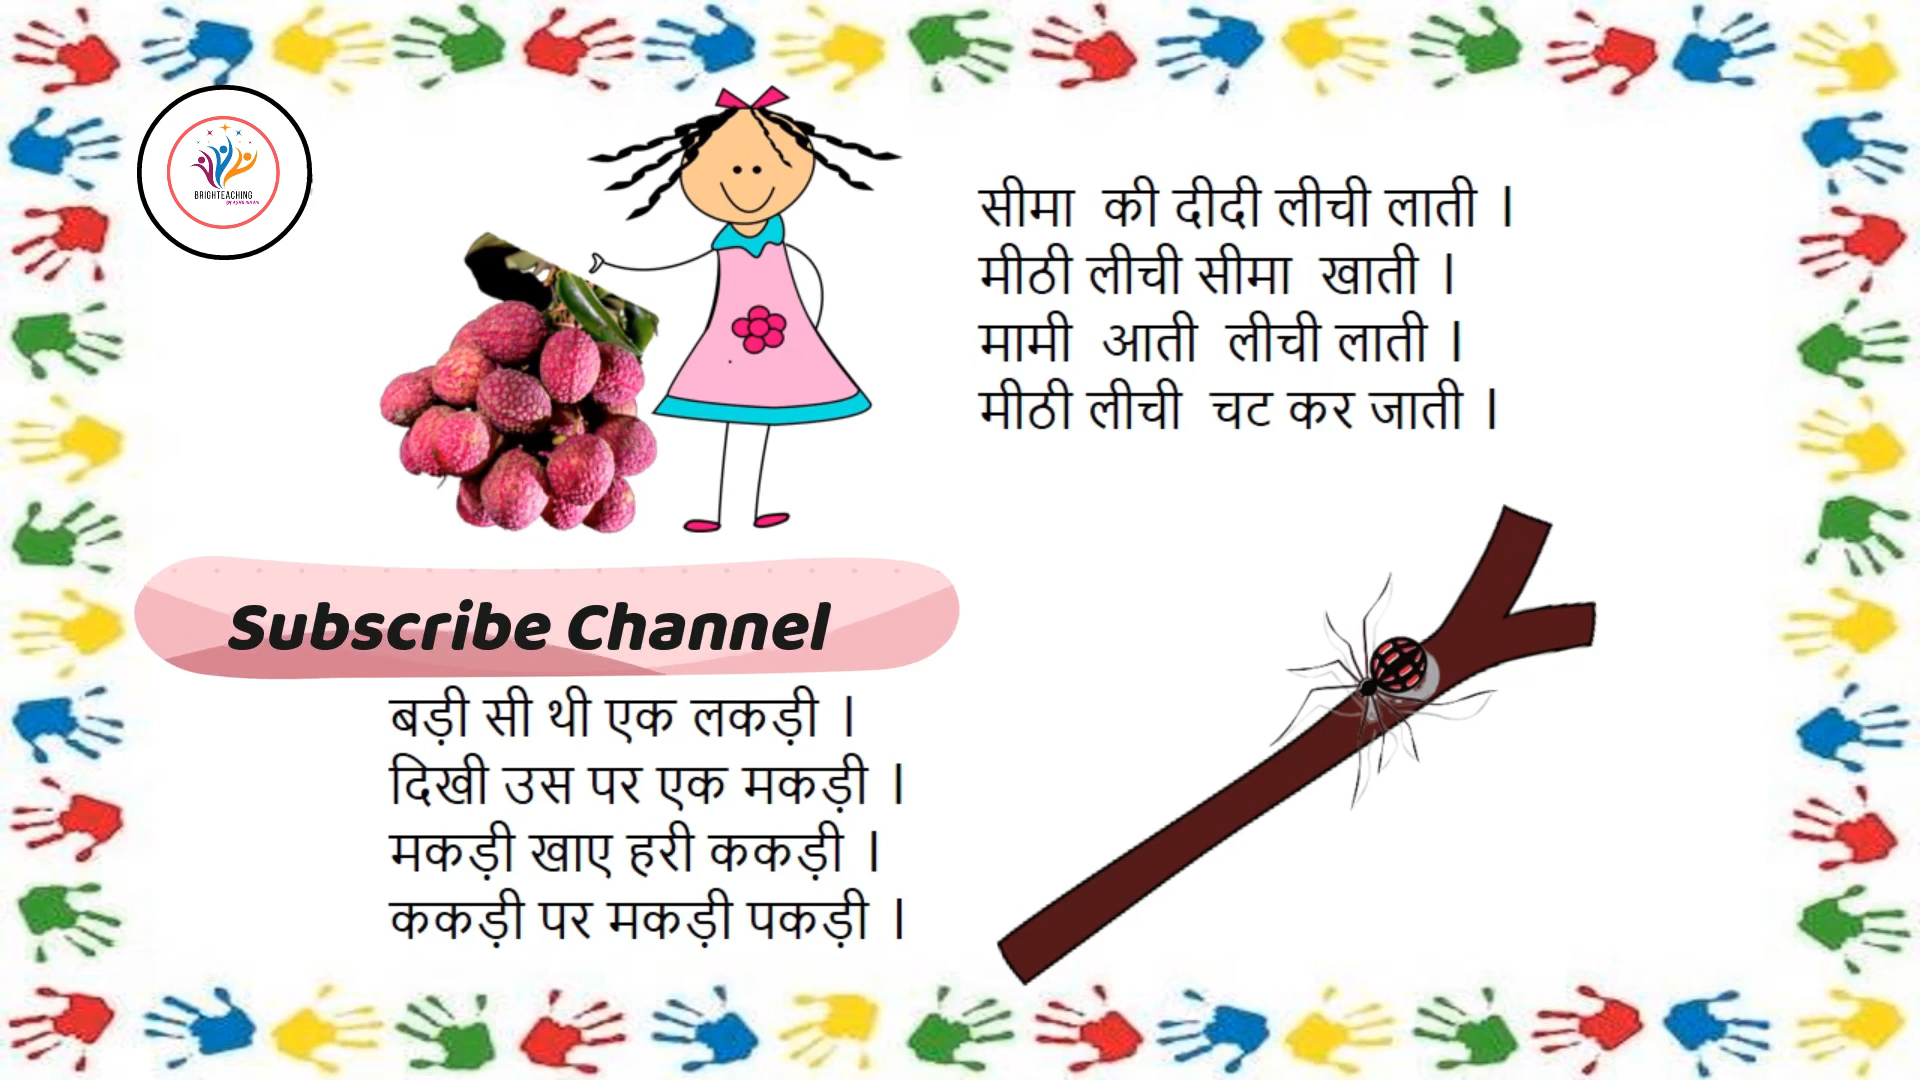 BRIGHTEACHING
सीमा की दीदी लीची लाती ।
मीठी लीची सीमा खाती ।
मामी आती लीची लाती ।
मीठी लीची चट कर जाती ।
Subscribe Channel
बड़ी सी थी एक लकड़ी ।
दिखी उस पर एक मकड़ी ।
मकड़ी खाए हरी ककड़ी ।
ककड़ी पर मकड़ी पकड़ी ।